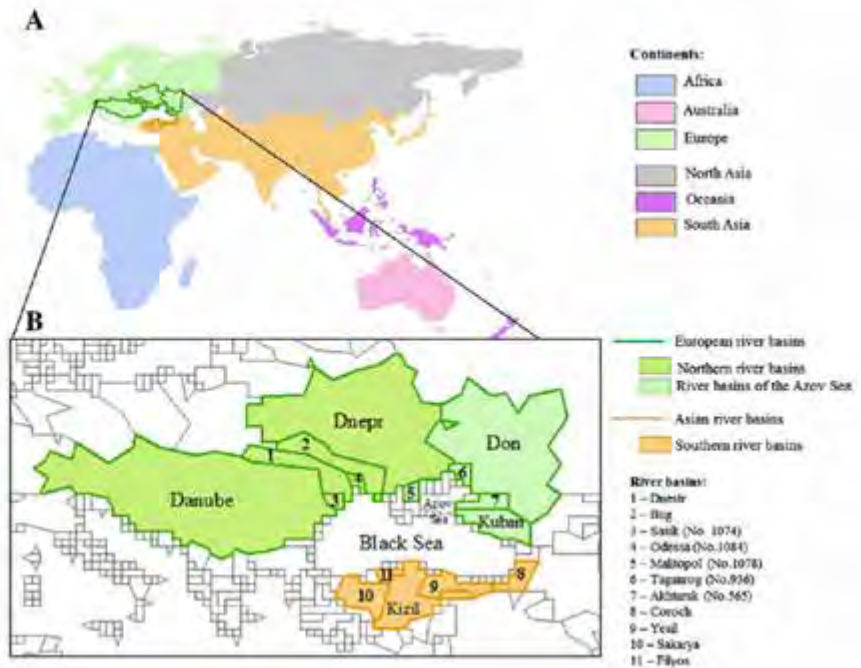 A
Continents:
Africa
Australia
Europe
North Asia
Oceania
South Asia
B
European river basins
Northern river basins
River basins of the Azov Sea
Asian river basins
Southern river basins
Dnepr
Don
Danube
Kuban
Azov
Sea
Black Sea
Kizil
1
2
3
4
5
6
7
8
9
10
11
River basins:
1 – Dnestr
2 – Bug
3 – Sasik (No. 1074)
4 – Odessa (No.1084)
5 – Malitopol (No.1078)
6 – Taganrog (No.936)
7 – Akhtarsk (No.565)
8 – Coroch
9 – Yesil
10 – Sakarya
11 – Filyos